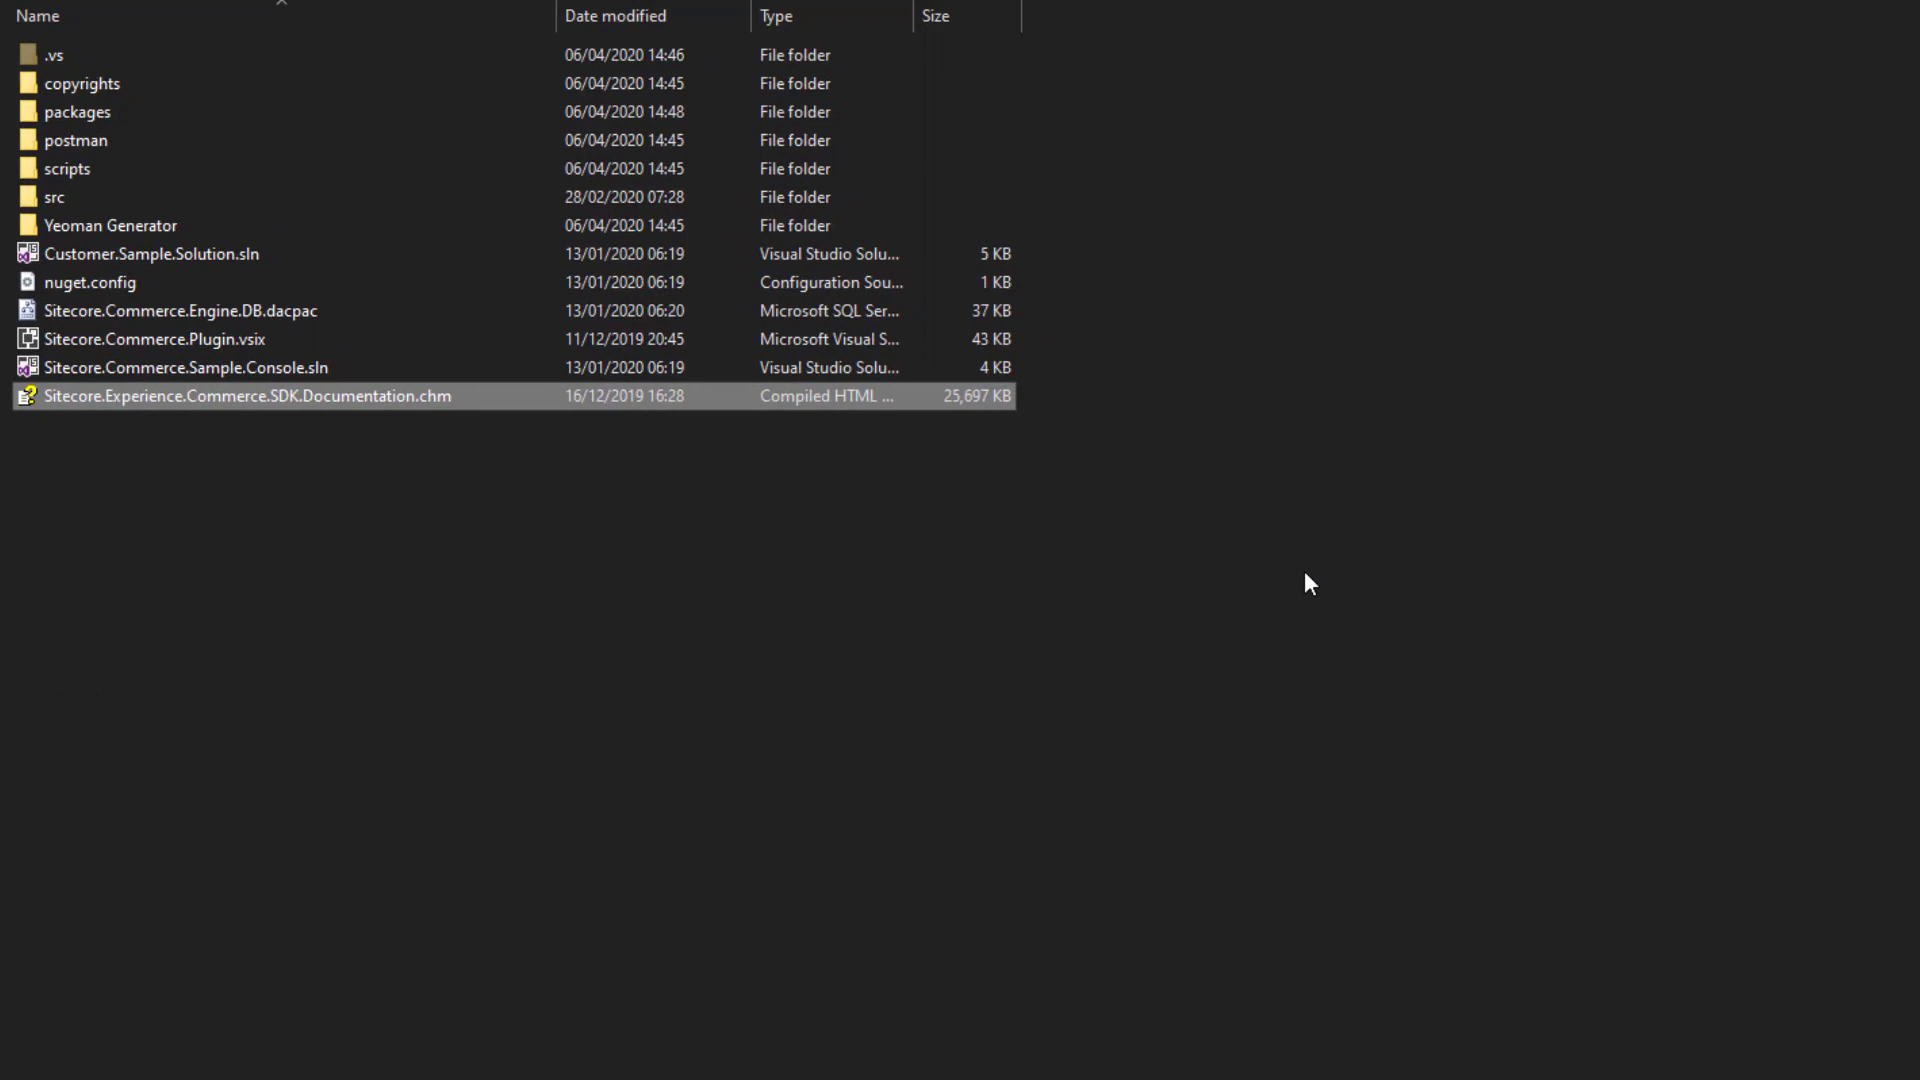 Name Date modified Type Size
.vs 06/04/2020 14:46 File folder
copyrights 06/04/2020 14:45 File folder
packages 06/04/2020 14:48 File folder
postman 06/04/2020 14:45 File folder
scripts 06/04/2020 14:45 File folder
src 28/02/2020 07:28 File folder
Yeoman Generator 06/04/2020 14:45 File folder
Customer.Sample.Solution.sln 13/01/2020 06:19 Visual Studio Solu... 5 KB
nuget.config 13/01/2020 06:19 Configuration Sou... 1 KB
Sitecore.Commerce.Engine.DB.dacpac 13/01/2020 06:20 Microsoft SQL Ser... 37 KB
Sitecore.Commerce.Plugin.vsix 11/12/2019 20:45 Microsoft Visual S... 43 KB
Sitecore.Commerce.Sample.Console.sln 13/01/2020 06:19 Visual Studio Solu... 4 KB
Sitecore.Experience.Commerce.SDK.Documentation.chm 16/12/2019 16:28 Compiled HTML ... 25,697 KB